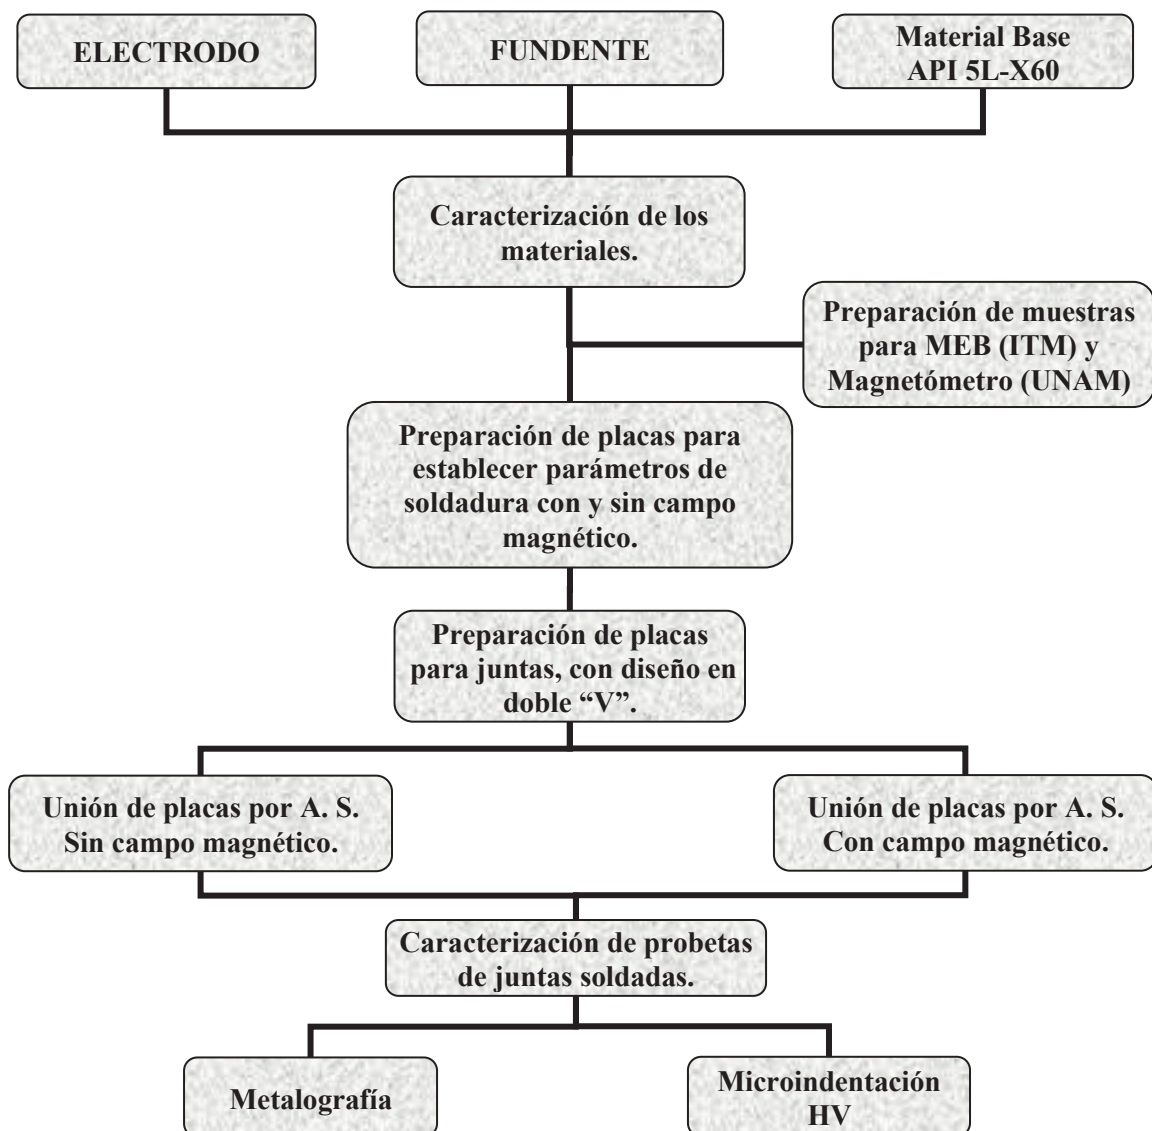 ELECTRODO
FUNDENTE
Material Base
API 5L-X60
Caracterización de los
materiales.
Preparación de muestras
para MEB (ITM) y
Magnetómetro (UNAM)
Preparación de placas para
establecer parámetros de
soldadura con y sin campo
magnético.
Preparación de placas
para juntas, con diseño en
doble “V”.
Unión de placas por A. S.
Sin campo magnético.
Unión de placas por A. S.
Con campo magnético.
Caracterización de probetas
de juntas soldadas.
Metalografía
Microindentación
HV